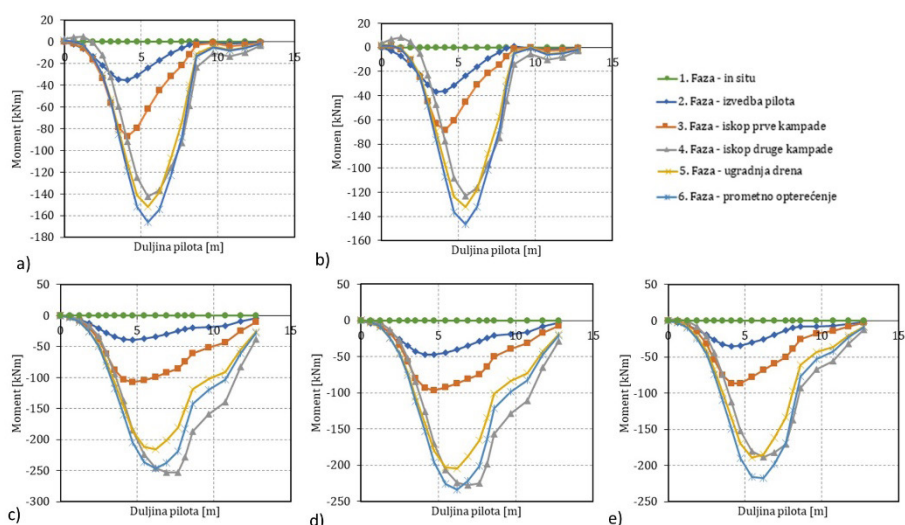 20
0
-20
-40
-60
-80
-100
-120
-140
-160
-180
0 5 10 15
Moment [kNm]
Duljina pilota [m]
a)
20
0
-20
-40
-60
-80
-100
-120
-140
-160
0 5 10 15
Momen [kNm]
Duljina pilota [m]
b)
1. Faza - in situ
2. Faza - izvedba pilota
3. Faza - iskop prve kampade
4. Faza - iskop druge kampade
5. Faza - ugradnja drena
6. Faza - prometno opterećenje
50
0
-50
-100
-150
-200
-250
-300
0 5 10 15
Moment [kNm]
Duljina pilota [m]
c)
50
0
-50
-100
-150
-200
-250
0 5 10 15
Moment [kNm]
Duljina pilota [m]
d)
50
0
-50
-100
-150
-200
-250
0 5 10 15
Moment [kNm]
Duljina pilota [m]
e)